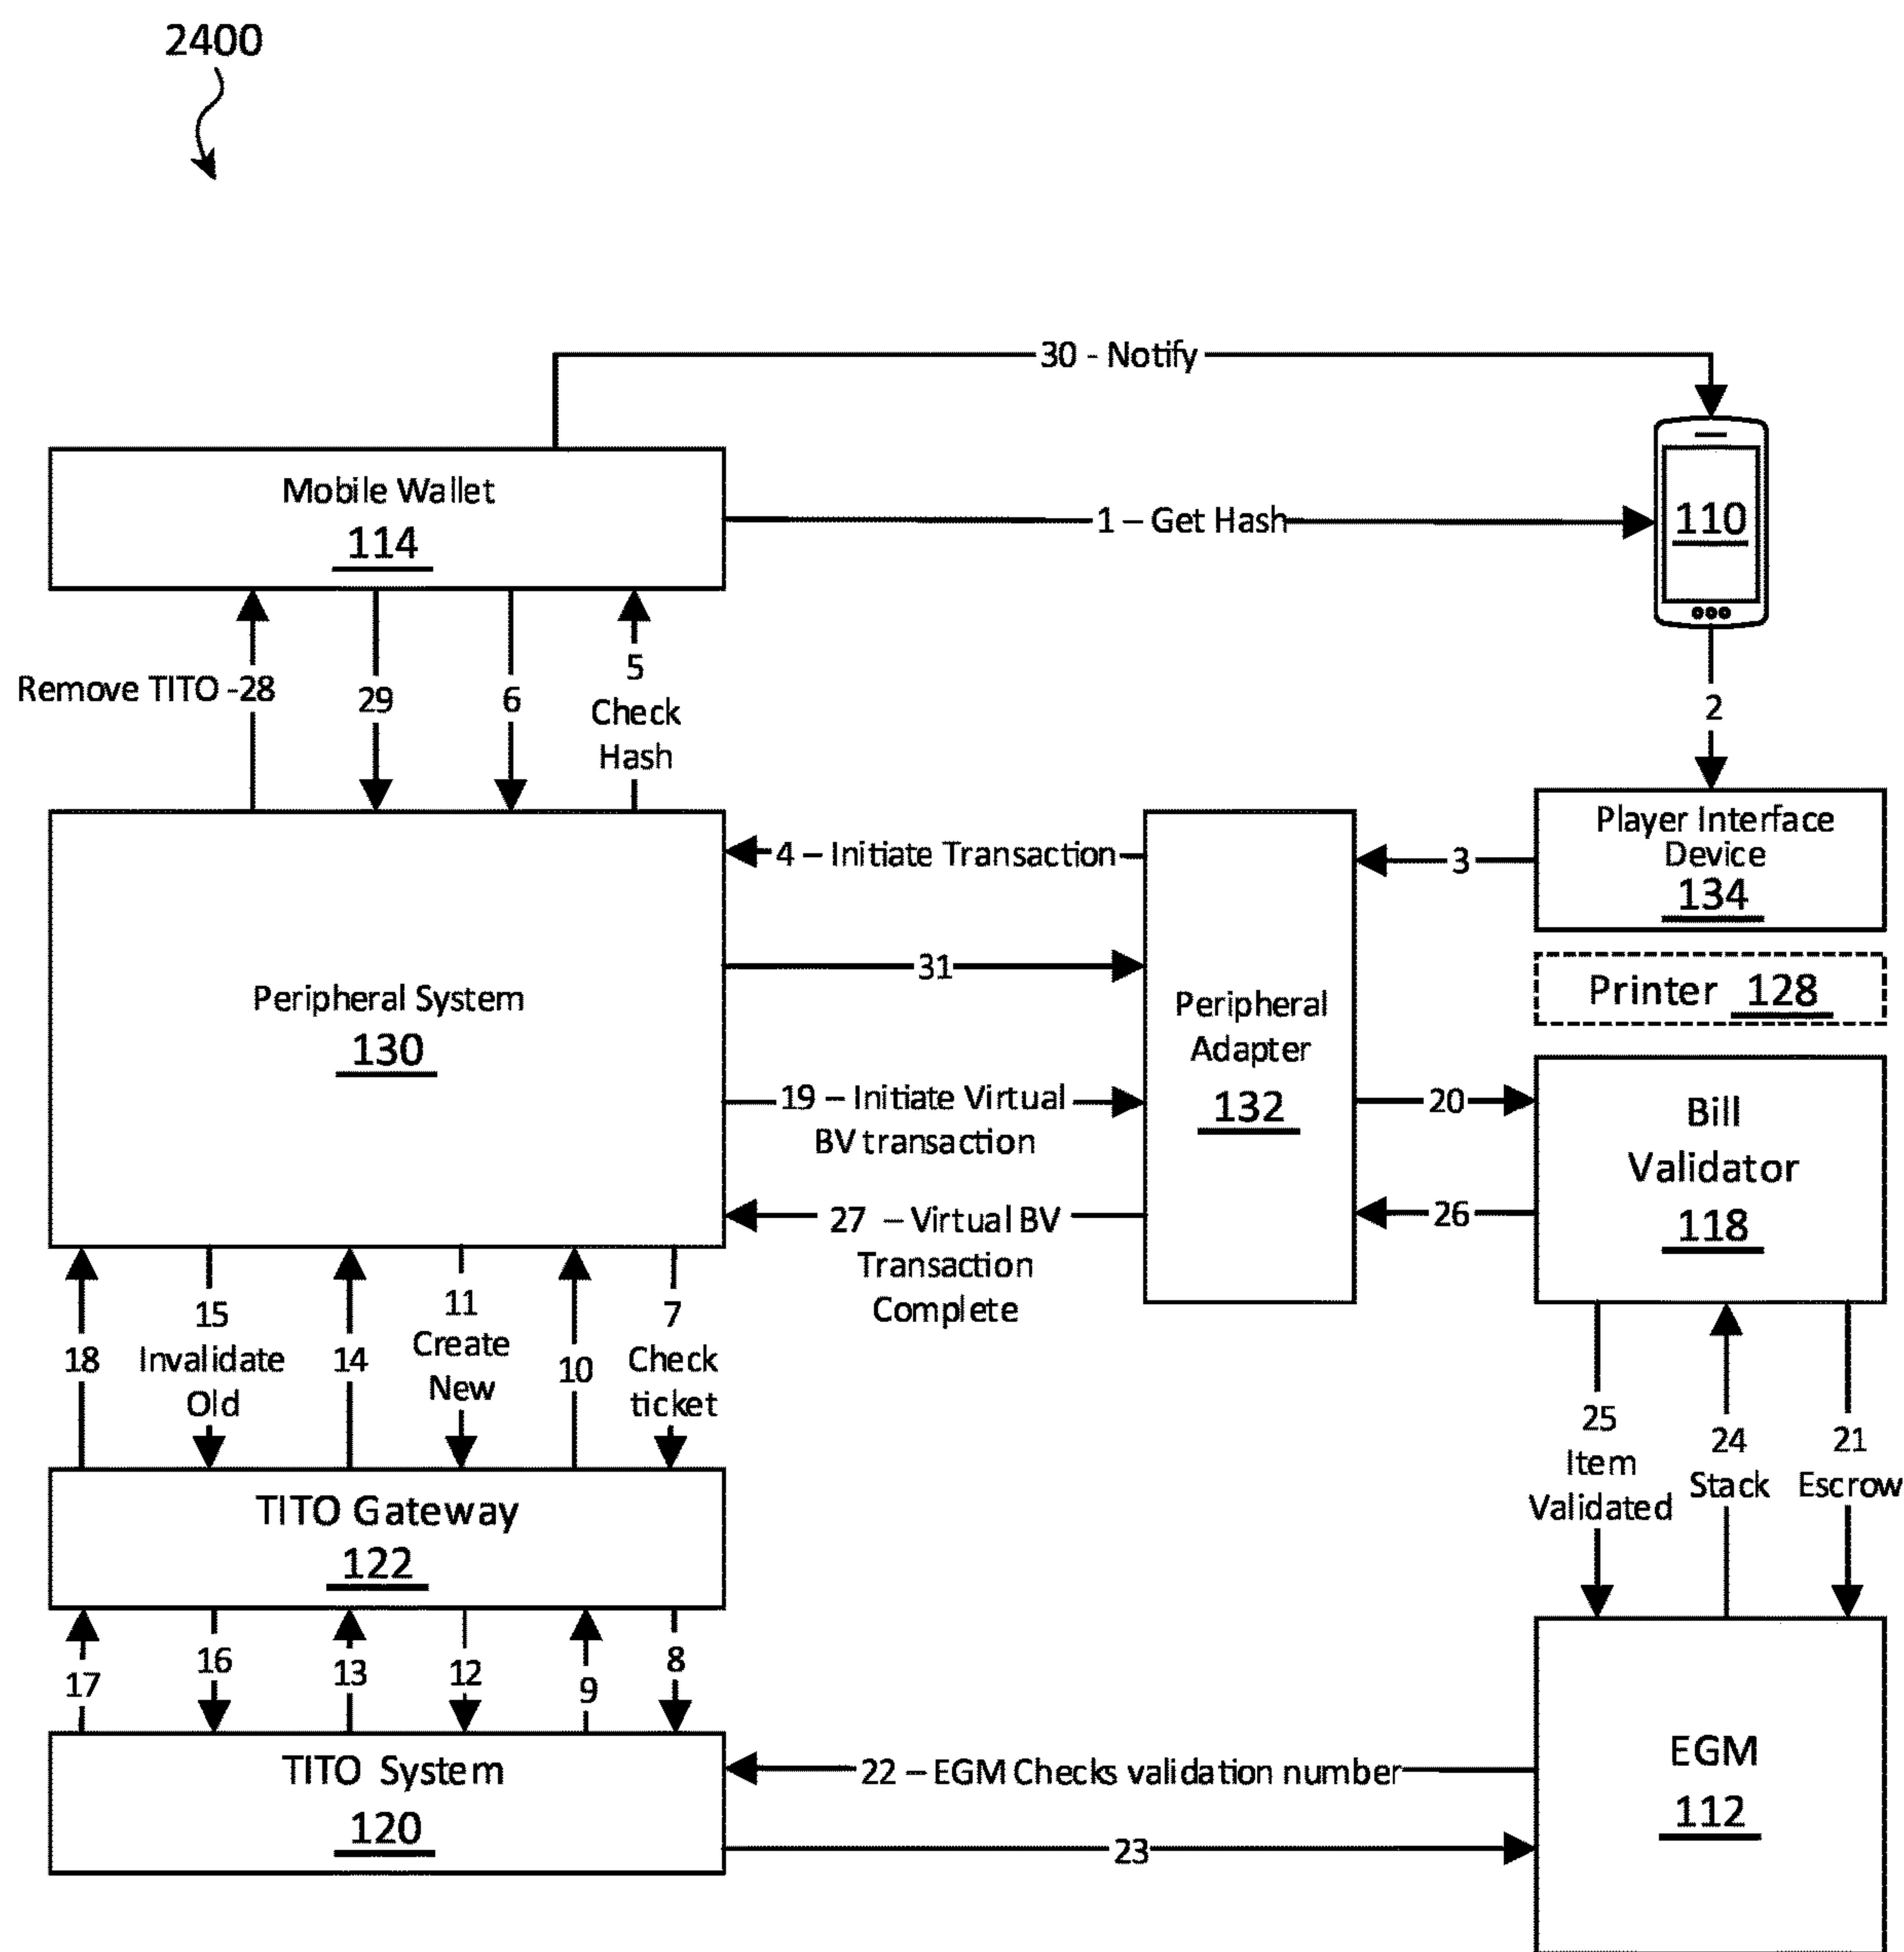 2400
30 - Notify
Mobile Wallet
114
1 – Get Hash
110
Remove TITO -28
29
6
5
Check
Hash
2
4 – Initiate Transaction
3
Player Interface
Device
134
31
Printer 128
Peripheral System
130
Peripheral
Adapter
132
19 – Initiate Virtual
BV transaction
20
Bill
Validator
118
27 – Virtual BV
Transaction
Complete
26
18
15
Invalidate
Old
14
11
Create
New
10
7
Check
ticket
25
Item
Validated
24
Stack
21
Escrow
TITO Gateway
122
17
16
13
12
9
8
TITO System
120
22 – EGM Checks validation number
23
EGM
112